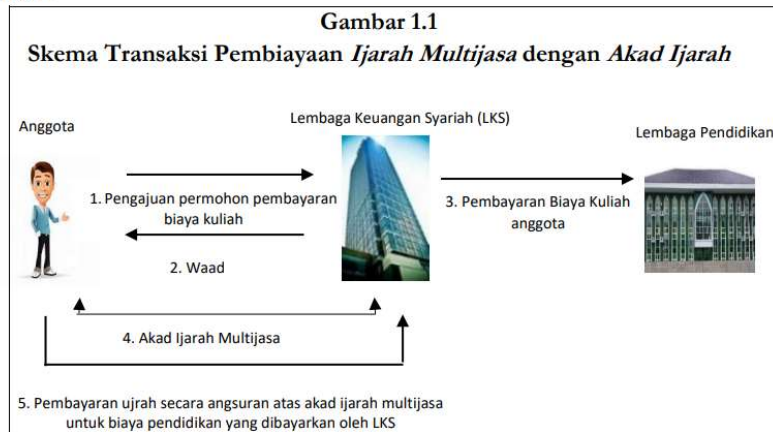 Gambar 1.1
Skema Transaksi Pembiayaan Ijarah Multijasa dengan Akad Ijarah
Anggota
Lembaga Keuangan Syariah (LKS)
Lembaga Pendidikan
1. Pengajuan permohon pembayaran
biaya kuliah
2. Waad
3. Pembayaran Biaya Kuliah
anggota
4. Akad Ijarah Multijasa
5. Pembayaran ujrah secara angsuran atas akad ijarah multijasa
untuk biaya pendidikan yang dibayarkan oleh LKS